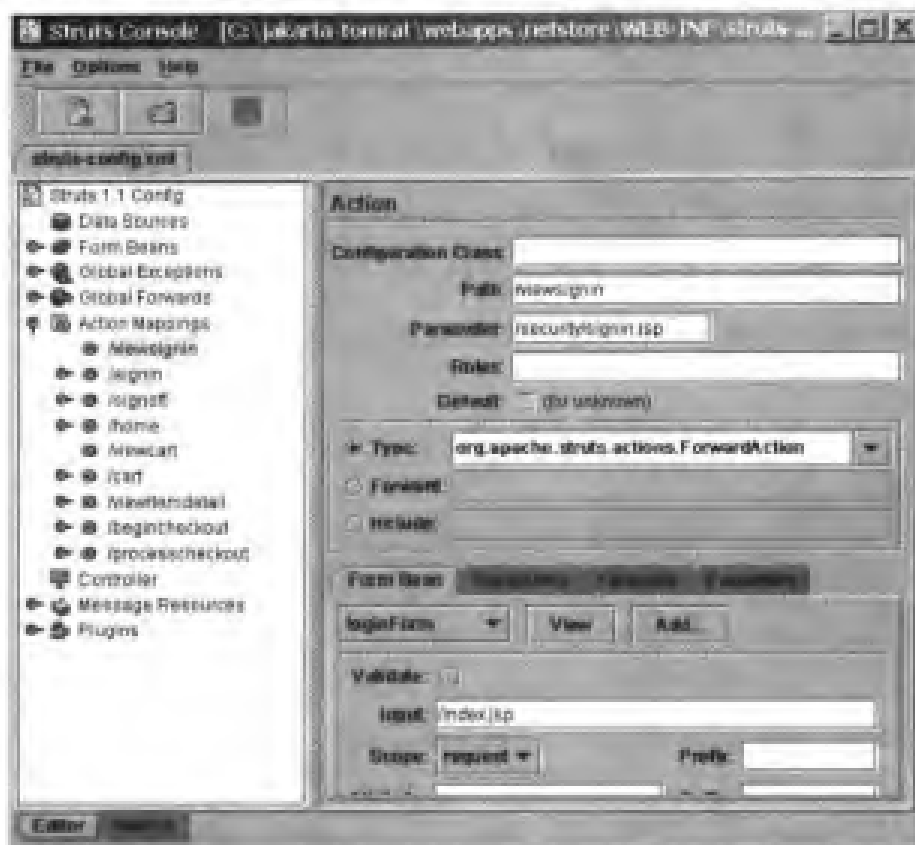 Struts Console - [C:\jakarta-tomcat\webapps\netstore\WEB-INF\struts-...
File Options Help
struts-config.xml
Struts 1.1 Config
Data Sources
Form Beans
Global Exceptions
Global Forwards
Action Mappings
/viewsignin
/signin
/signoff
/home
/viewcart
/cart
/viewitemdetail
/begincheckout
/processcheckout
Controller
Message Resources
Plugins
Action
Configuration Class:
Path: /viewsignin
Parameter: /security/signin.jsp
Roles:
Default: (for unknown)
Type: org.apache.struts.actions.ForwardAction
Forward:
Include:
Form Bean
loginForm View Add...
Validate:
Input: /index.jsp
Scope: request Prefix:
Editor